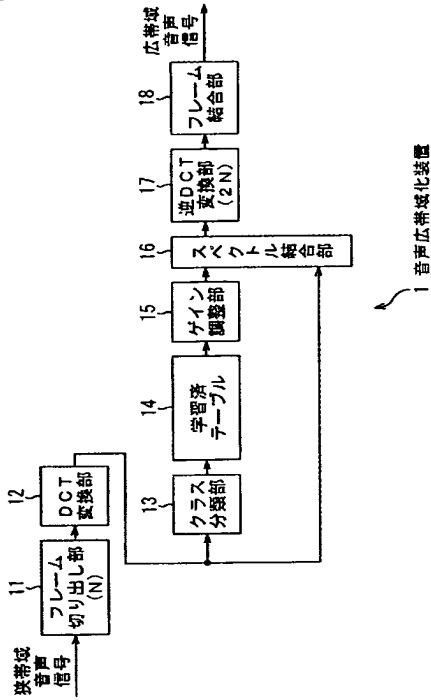 狭帯域
音声
信号
11
フレーム
切り出し部
(N)
12
DCT
変換部
13
クラス
分類部
14
学習済
テーブル
15
ゲイン
調整部
16
スペクトル結合部
17
逆DCT
変換部
(2N)
18
フレーム
結合部
広帯域
音声
信号
1 音声広帯域化装置